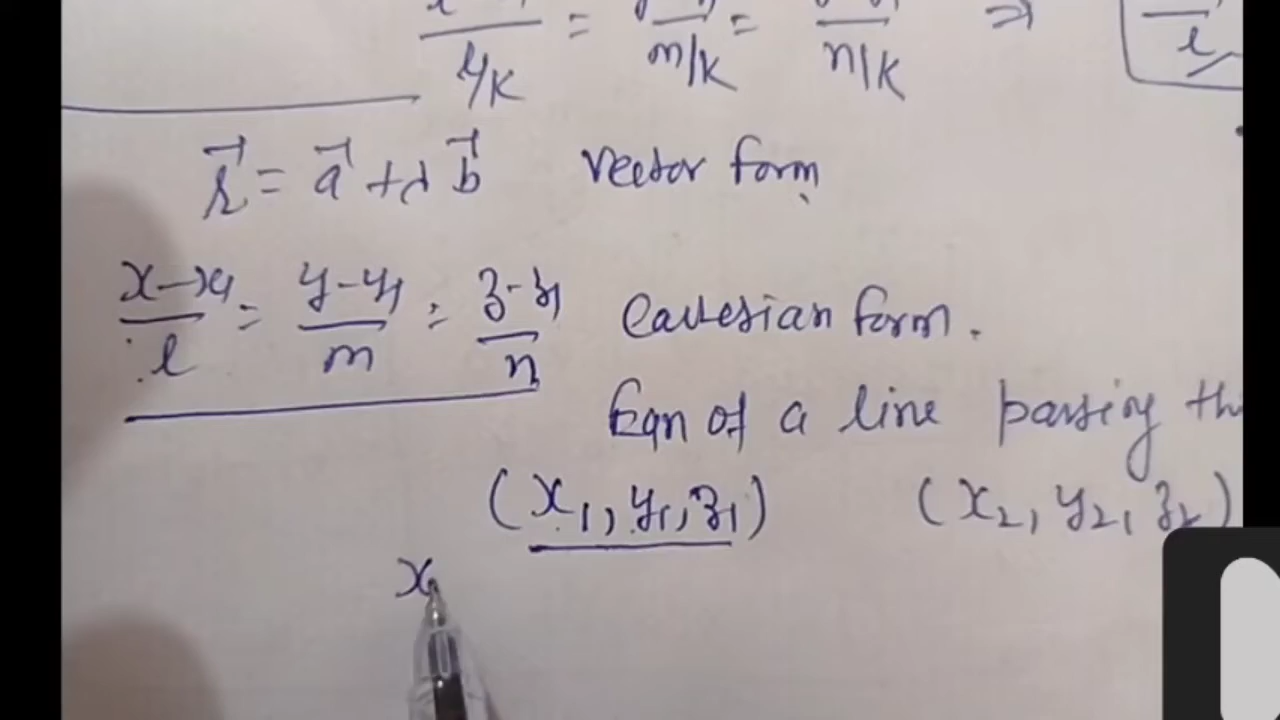 l/k = m/k = n/k ⇒ l
r⃗ = a⃗ + λ b⃗ vector form
x-x₁/l = y-y₁/m = z-z₁/n Cartesian form.
Eqn of a line passing th
(x₁, y₁, z₁) (x₂, y₂, z₂)
x